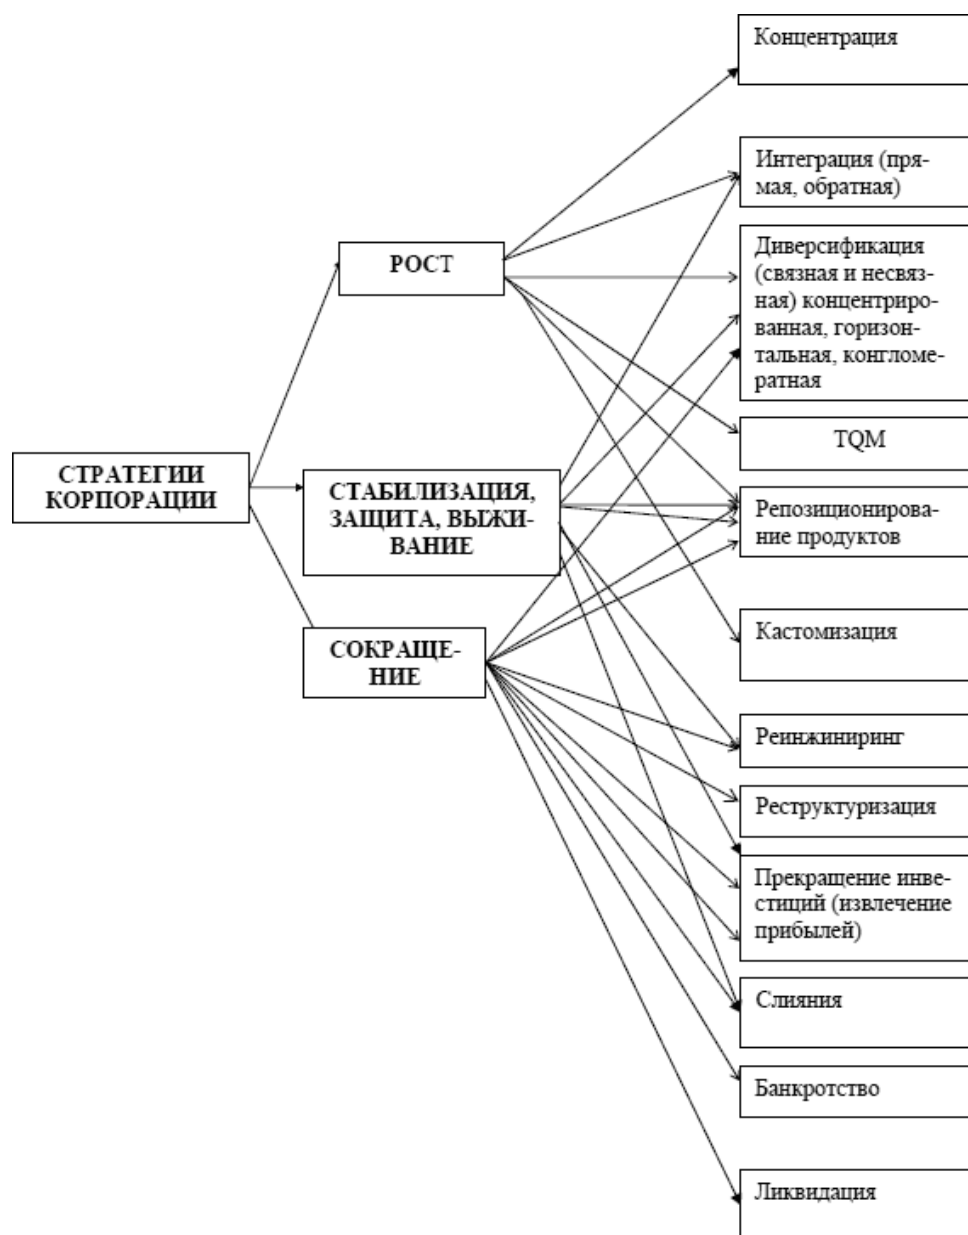 Концентрация
Интеграция (пря-
мая, обратная)
РОСТ
Диверсификация
(связная и несвяз-
ная) концентриро-
ванная, горизон-
тальная, конгломе-
ратная
TQM
СТРАТЕГИИ
КОРПОРАЦИИ
СТАБИЛИЗАЦИЯ,
ЗАЩИТА, ВЫЖИ-
ВАНИЕ
Репозиционирова-
ние продуктов
СОКРАЩЕ-
НИЕ
Кастомизация
Реинжиниринг
Реструктуризация
Прекращение инве-
стиций (извлечение
прибылей)
Слияния
Банкротство
Ликвидация